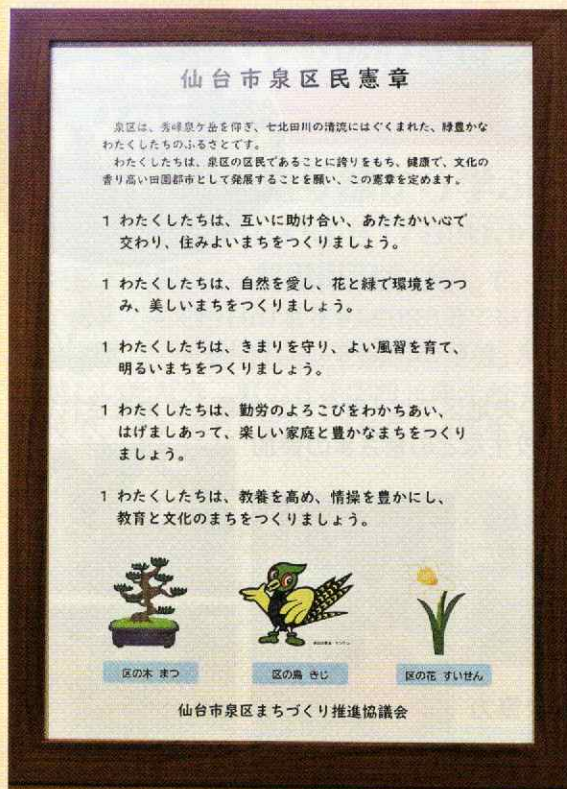 仙台市泉区民憲章
泉区は、秀峰泉ケ岳を仰ぎ、七北田川の清流にはぐくまれた、緑豊かな
わたくしたちのふるさとです。
わたくしたちは、泉区の区民であることに誇りをもち、健康で、文化の
香り高い田園都市として発展することを願い、この憲章を定めます。
1 わたくしたちは、互いに助け合い、あたたかい心で
交わり、住みよいまちをつくりましょう。
1 わたくしたちは、自然を愛し、花と緑で環境をつつ
み、美しいまちをつくりましょう。
1 わたくしたちは、きまりを守り、よい風習を育て、
明るいまちをつくりましょう。
1 わたくしたちは、勤労のよろこびをわかちあい、
はげましあって、楽しい家庭と豊かなまちをつくり
ましょう。
1 わたくしたちは、教養を高め、情操を豊かにし、
教育と文化のまちをつくりましょう。
区の木 まつ
区の鳥 きじ
区の花 すいせん
仙台市泉区まちづくり推進協議会